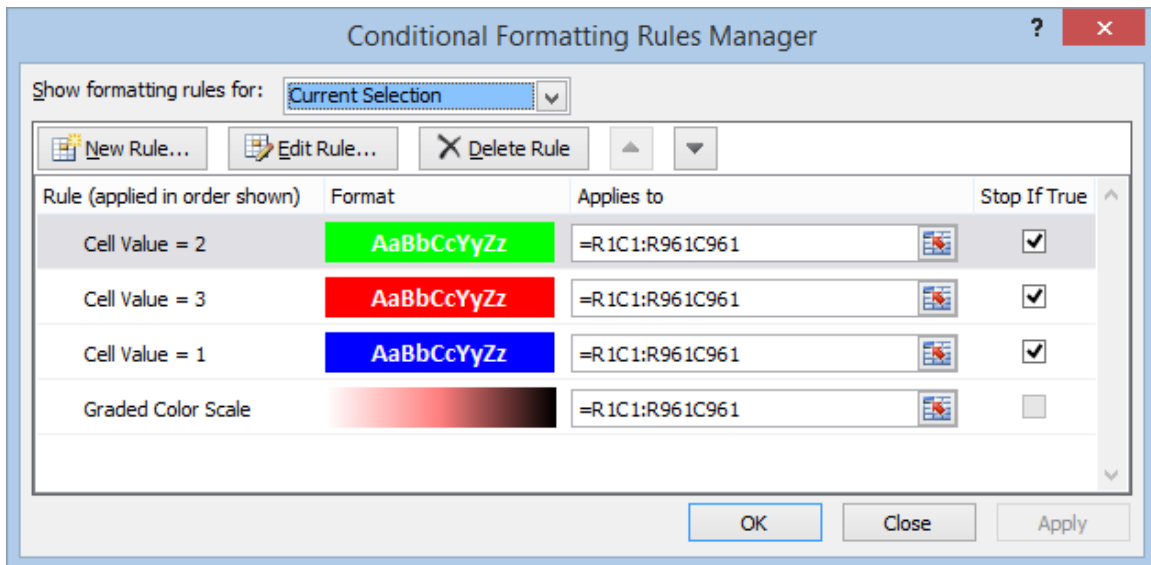 Conditional Formatting Rules Manager ?
Show formatting rules for: Current Selection
New Rule... Edit Rule... Delete Rule
Rule (applied in order shown) Format Applies to Stop If True
Cell Value = 2 AaBbCcYyZz =R1C1:R961C961
Cell Value = 3 AaBbCcYyZz =R1C1:R961C961
Cell Value = 1 AaBbCcYyZz =R1C1:R961C961
Graded Color Scale =R1C1:R961C961
OK Close Apply